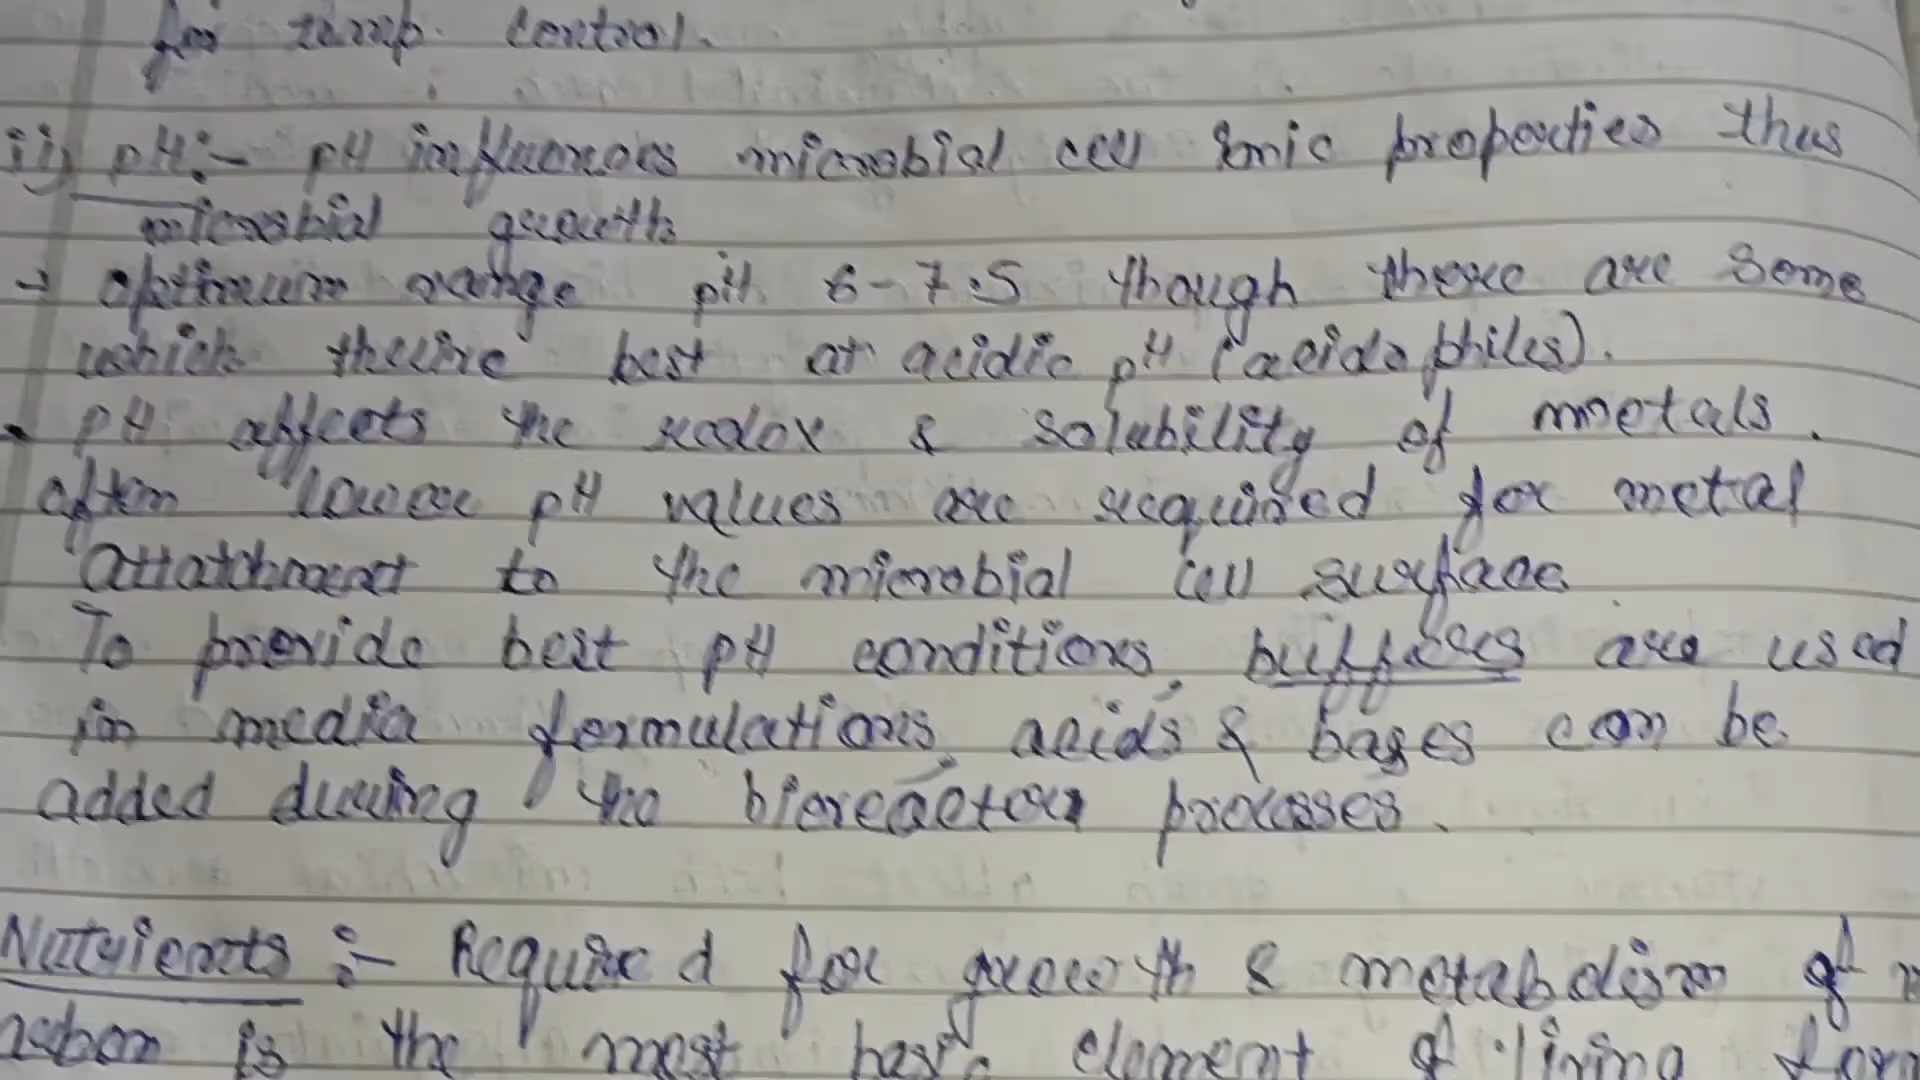 for temp. control.
ii) pH:- pH influences microbial cell ionic properties thus
microbial growth
→ optimum range pH 6-7.5 though there are some
which thrive best at acidic pH (acidophiles).
• pH affects the redox & solubility of metals.
often lower pH values are required for metal
attatchment to the microbial cell surface
To provide best pH conditions, buffers are used
in media formulations, acids & bases can be
added during the bioreactor processes.
Nutrients :- Required for growth & metabolism of
carbon is the most basic element of living form